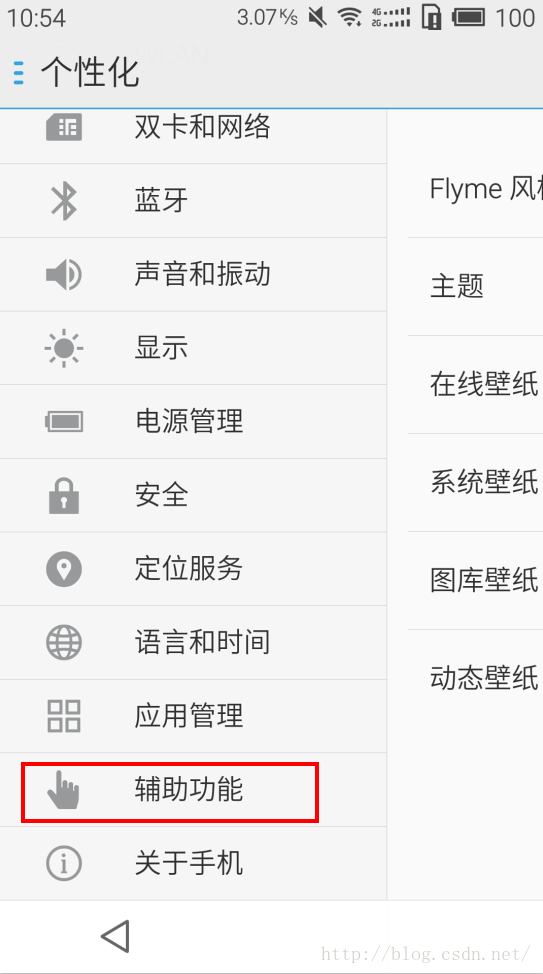 10:54 3.07K/s 4G 2G 100
个性化
双卡和网络
蓝牙
声音和振动
显示
电源管理
安全
定位服务
语言和时间
应用管理
辅助功能
关于手机
Flyme 风
主题
在线壁纸
系统壁纸
图库壁纸
动态壁纸
http://blog.csdn.net/